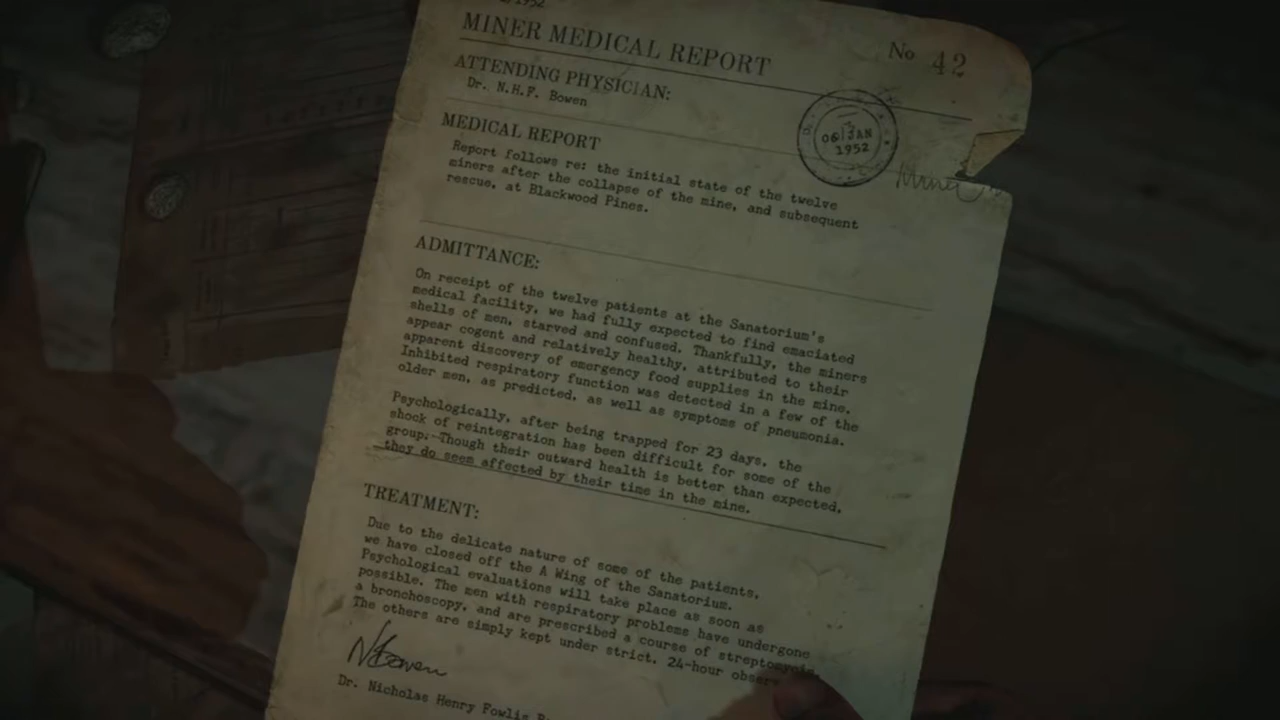 1952
MINER MEDICAL REPORT
No 42
ATTENDING PHYSICIAN:
Dr. N.H.F. Bowen
06 JAN
1952
MEDICAL REPORT
Report follows re: the initial state of the twelve
miners after the collapse of the mine, and subsequent
rescue, at Blackwood Pines.
ADMITTANCE:
On receipt of the twelve patients at the Sanatorium's
medical facility, we had fully expected to find emaciated
shells of men, starved and confused. Thankfully, the miners
appear cogent and relatively healthy, attributed to their
apparent discovery of emergency food supplies in the mine.
Inhibited respiratory function was detected in a few of the
older men, as predicted, as well as symptoms of pneumonia.
Psychologically, after being trapped for 23 days, the
shock of reintegration has been difficult for some of the
group. Though their outward health is better than expected,
they do seem affected by their time in the mine.
TREATMENT:
Due to the delicate nature of some of the patients,
we have closed off the A Wing of the Sanatorium.
Psychological evaluations will take place as soon as
possible. The men with respiratory problems have undergone
a bronchoscopy, and are prescribed a course of streptomycin.
The others are simply kept under strict, 24-hour obser
NBowen
Dr. Nicholas Henry Fowlis B